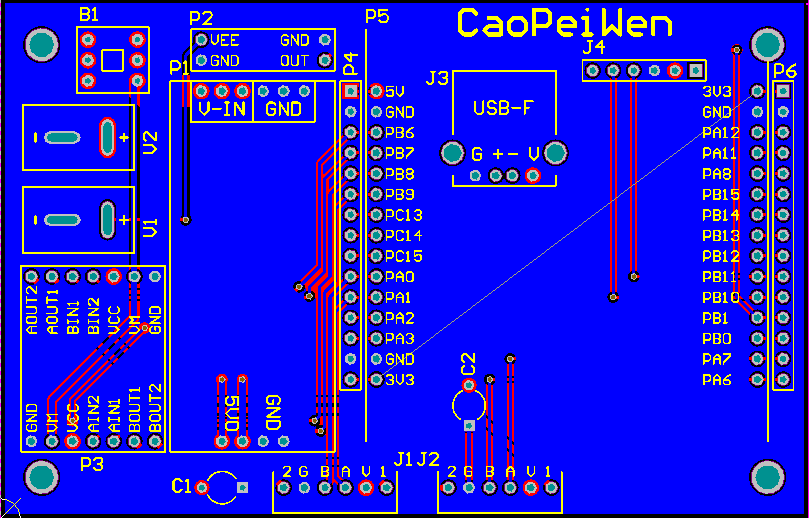 CaoPeiWen
B1
P2
VEE GND
GND OUT
P1
V-IN GND
P4
P5
J3
USB-F
G +- V
J4
P6
- + V2
- + V1
5V
GND
PB6
PB7
PB8
PB9
PC13
PC14
PC15
PA0
PA1
PA2
PA3
GND
3V3
3V3
GND
PA12
PA11
PA8
PB15
PB14
PB13
PB12
PB11
PB10
PB1
PB0
PA7
PA6
AOUT2 AOUT1 BIN1 BIN2 VCC VM GND
GND VM VCC AIN2 AIN1 BOUT1 BOUT2
P3
5VO GND
C2
C1
2 G B A V 1 J1
J2 2 G B A V 1